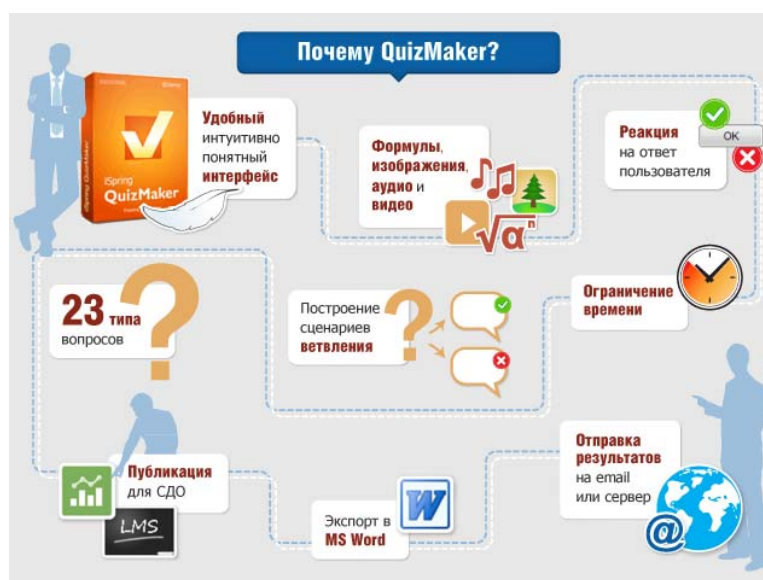 Почему QuizMaker?
Удобный
интуитивно
понятный
интерфейс
iSpring
QuizMaker
Формулы,
изображения,
аудио и
видео
√α^n
Реакция
на ответ
пользователя
OK
23 типа
вопросов
?
Построение
сценариев
ветвления
?
Ограничение
времени
Публикация
для СДО
LMS
Экспорт в
MS Word
W
Отправка
результатов
на email
или сервер
@